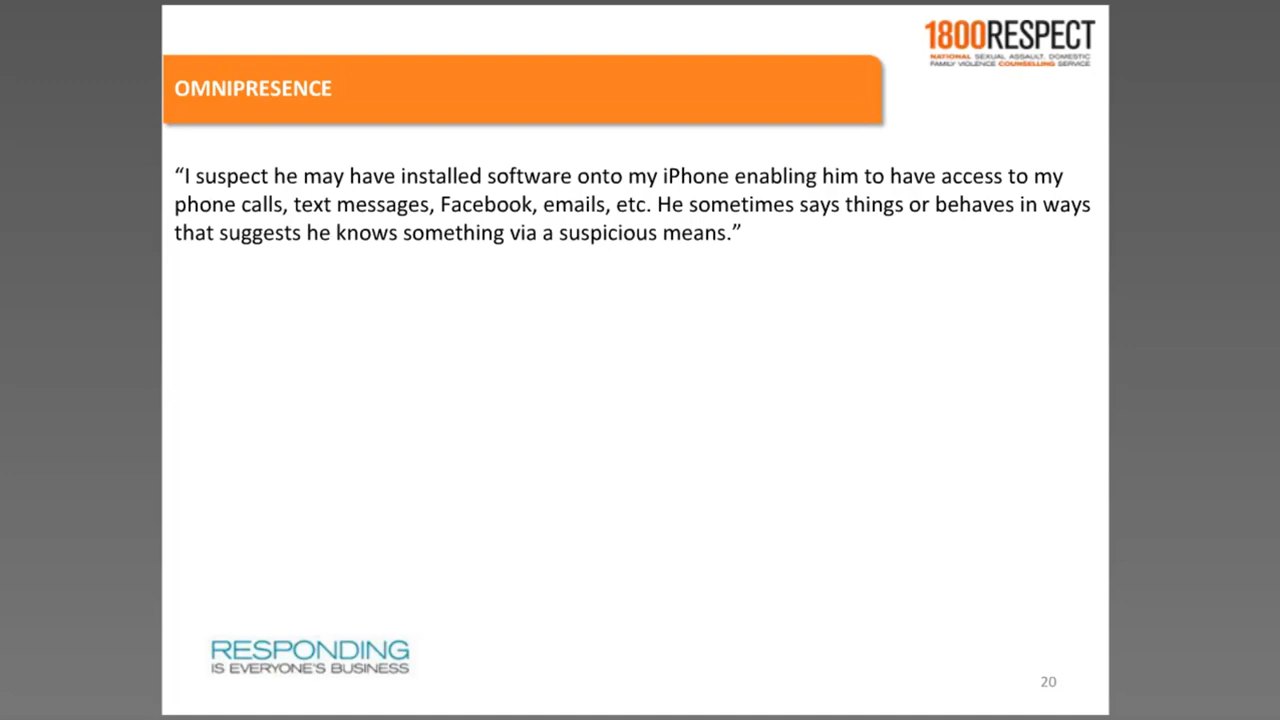 1800RESPECT
NATIONAL SEXUAL ASSAULT, DOMESTIC
FAMILY VIOLENCE COUNSELLING SERVICE
OMNIPRESENCE
“I suspect he may have installed software onto my iPhone enabling him to have access to my
phone calls, text messages, Facebook, emails, etc. He sometimes says things or behaves in ways
that suggests he knows something via a suspicious means.”
RESPONDING
IS EVERYONE'S BUSINESS
20